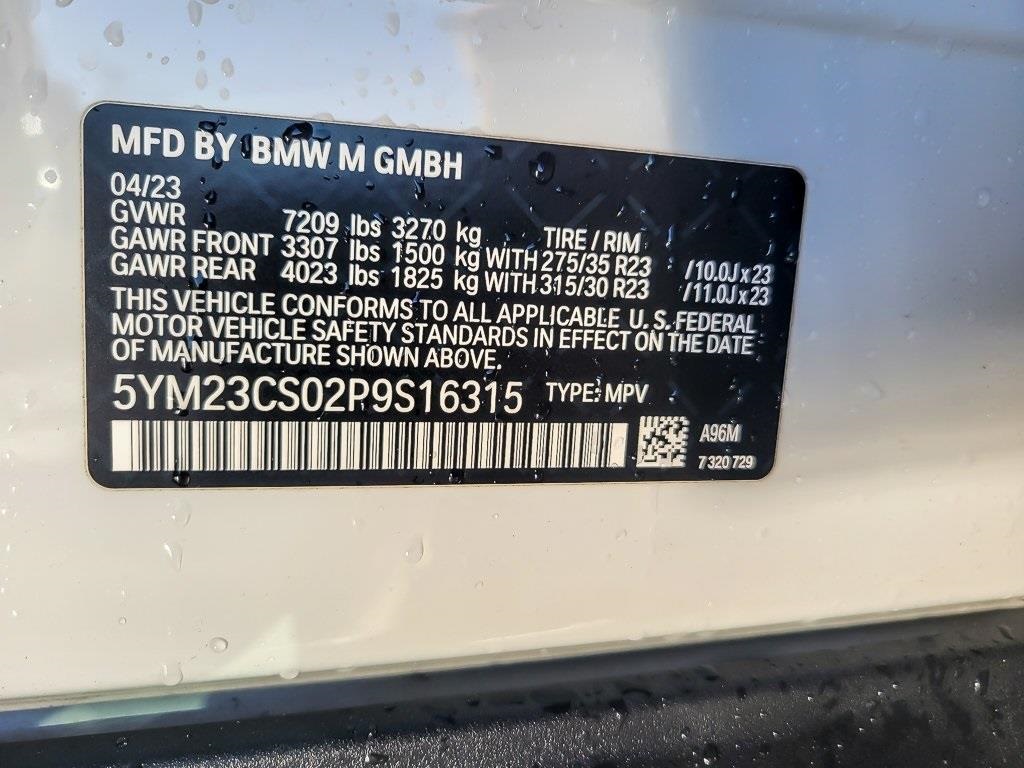 MFD BY BMW M GMBH
04/23
GVWR 7209 lbs 3270 kg TIRE / RIM
GAWR FRONT 3307 lbs 1500 kg WITH 275/35 R23 /10.0J x 23
GAWR REAR 4023 lbs 1825 kg WITH 315/30 R23 /11.0J x 23
THIS VEHICLE CONFORMS TO ALL APPLICABLE U. S. FEDERAL
MOTOR VEHICLE SAFETY STANDARDS IN EFFECT ON THE DATE
OF MANUFACTURE SHOWN ABOVE.
5YM23CS02P9S16315 TYPE: MPV
A96M
7 320 729